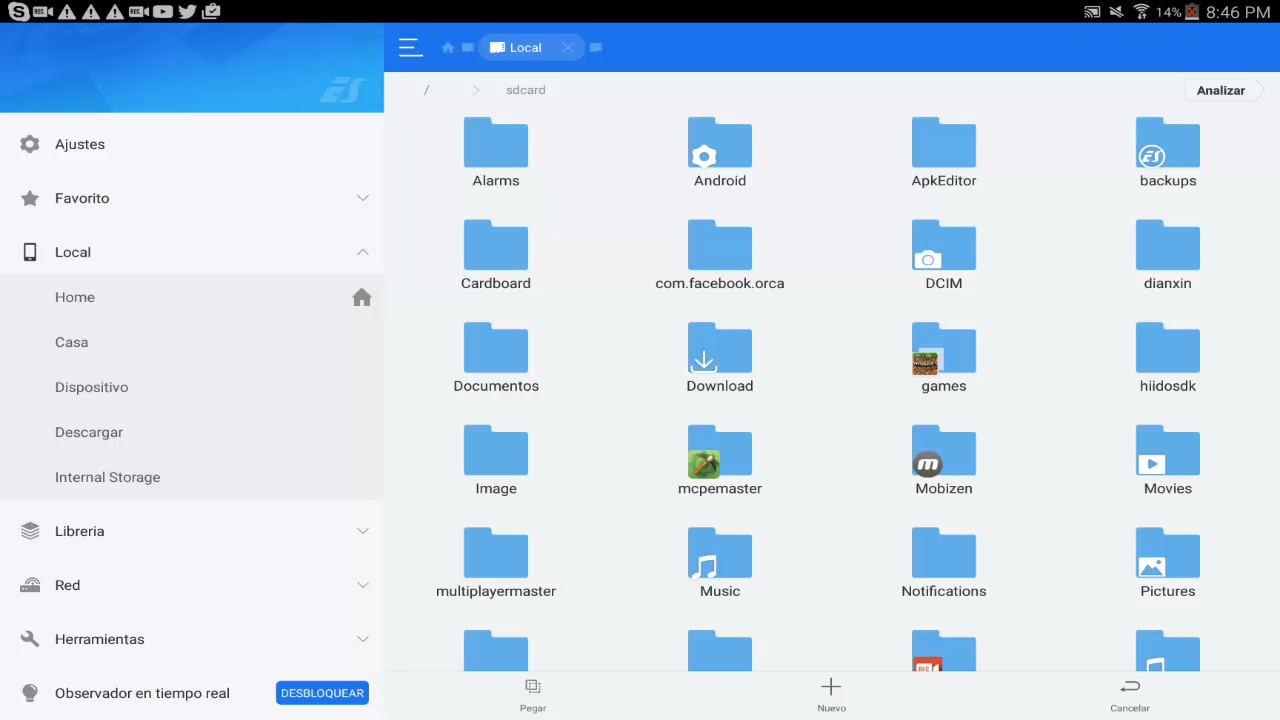 14% 8:46 PM
ES
Ajustes
Favorito
Local
Home
Casa
Dispositivo
Descargar
Internal Storage
Libreria
Red
Herramientas
Observador en tiempo real DESBLOQUEAR
Local
/ sdcard Analizar
Alarms Android ApkEditor backups
Cardboard com.facebook.orca DCIM dianxin
Documentos Download games hiidosdk
Image mcpemaster Mobizen Movies
multiplayermaster Music Notifications Pictures
Pegar Nuevo Cancelar